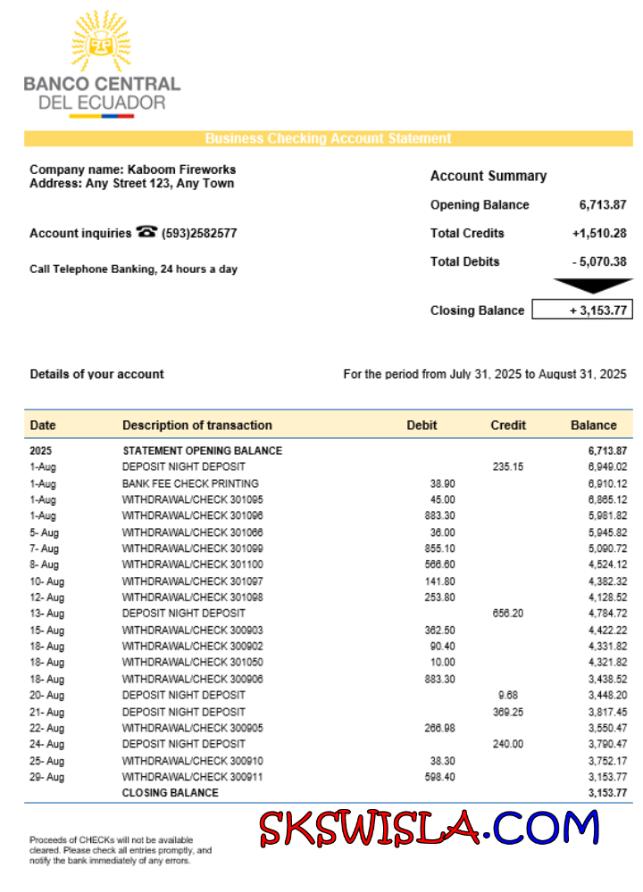 BANCO CENTRAL
DEL ECUADOR
Business Checking Account Statement
Company name: Kaboom Fireworks
Address: Any Street 123, Any Town
Account inquiries ☎ (593)2582577
Call Telephone Banking, 24 hours a day
Account Summary
Opening Balance 6,713.87
Total Credits +1,510.28
Total Debits - 5,070.38
Closing Balance + 3,153.77
Details of your account For the period from July 31, 2025 to August 31, 2025
Date Description of transaction Debit Credit Balance
2025 STATEMENT OPENING BALANCE 6,713.87
1-Aug DEPOSIT NIGHT DEPOSIT 235.15 6,949.02
1-Aug BANK FEE CHECK PRINTING 38.90 6,910.12
1-Aug WITHDRAWAL/CHECK 301095 45.00 6,865.12
1-Aug WITHDRAWAL/CHECK 301096 883.30 5,981.82
5- Aug WITHDRAWAL/CHECK 301066 36.00 5,945.82
7- Aug WITHDRAWAL/CHECK 301099 855.10 5,090.72
8- Aug WITHDRAWAL/CHECK 301100 566.60 4,524.12
10- Aug WITHDRAWAL/CHECK 301097 141.80 4,382.32
12- Aug WITHDRAWAL/CHECK 301098 253.80 4,128.52
13- Aug DEPOSIT NIGHT DEPOSIT 656.20 4,784.72
15- Aug WITHDRAWAL/CHECK 300903 362.50 4,422.22
18- Aug WITHDRAWAL/CHECK 300902 90.40 4,331.82
18- Aug WITHDRAWAL/CHECK 301050 10.00 4,321.82
18- Aug WITHDRAWAL/CHECK 300906 883.30 3,438.52
20- Aug DEPOSIT NIGHT DEPOSIT 9.68 3,448.20
21- Aug DEPOSIT NIGHT DEPOSIT 369.25 3,817.45
22- Aug WITHDRAWAL/CHECK 300905 266.98 3,550.47
24- Aug DEPOSIT NIGHT DEPOSIT 240.00 3,790.47
25- Aug WITHDRAWAL/CHECK 300910 38.30 3,752.17
29- Aug WITHDRAWAL/CHECK 300911 598.40 3,153.77
CLOSING BALANCE 3,153.77
SKSWISLA.COM
Proceeds of CHECKs will not be available
cleared. Please check all entries promptly, and
notify the bank immediately of any errors.